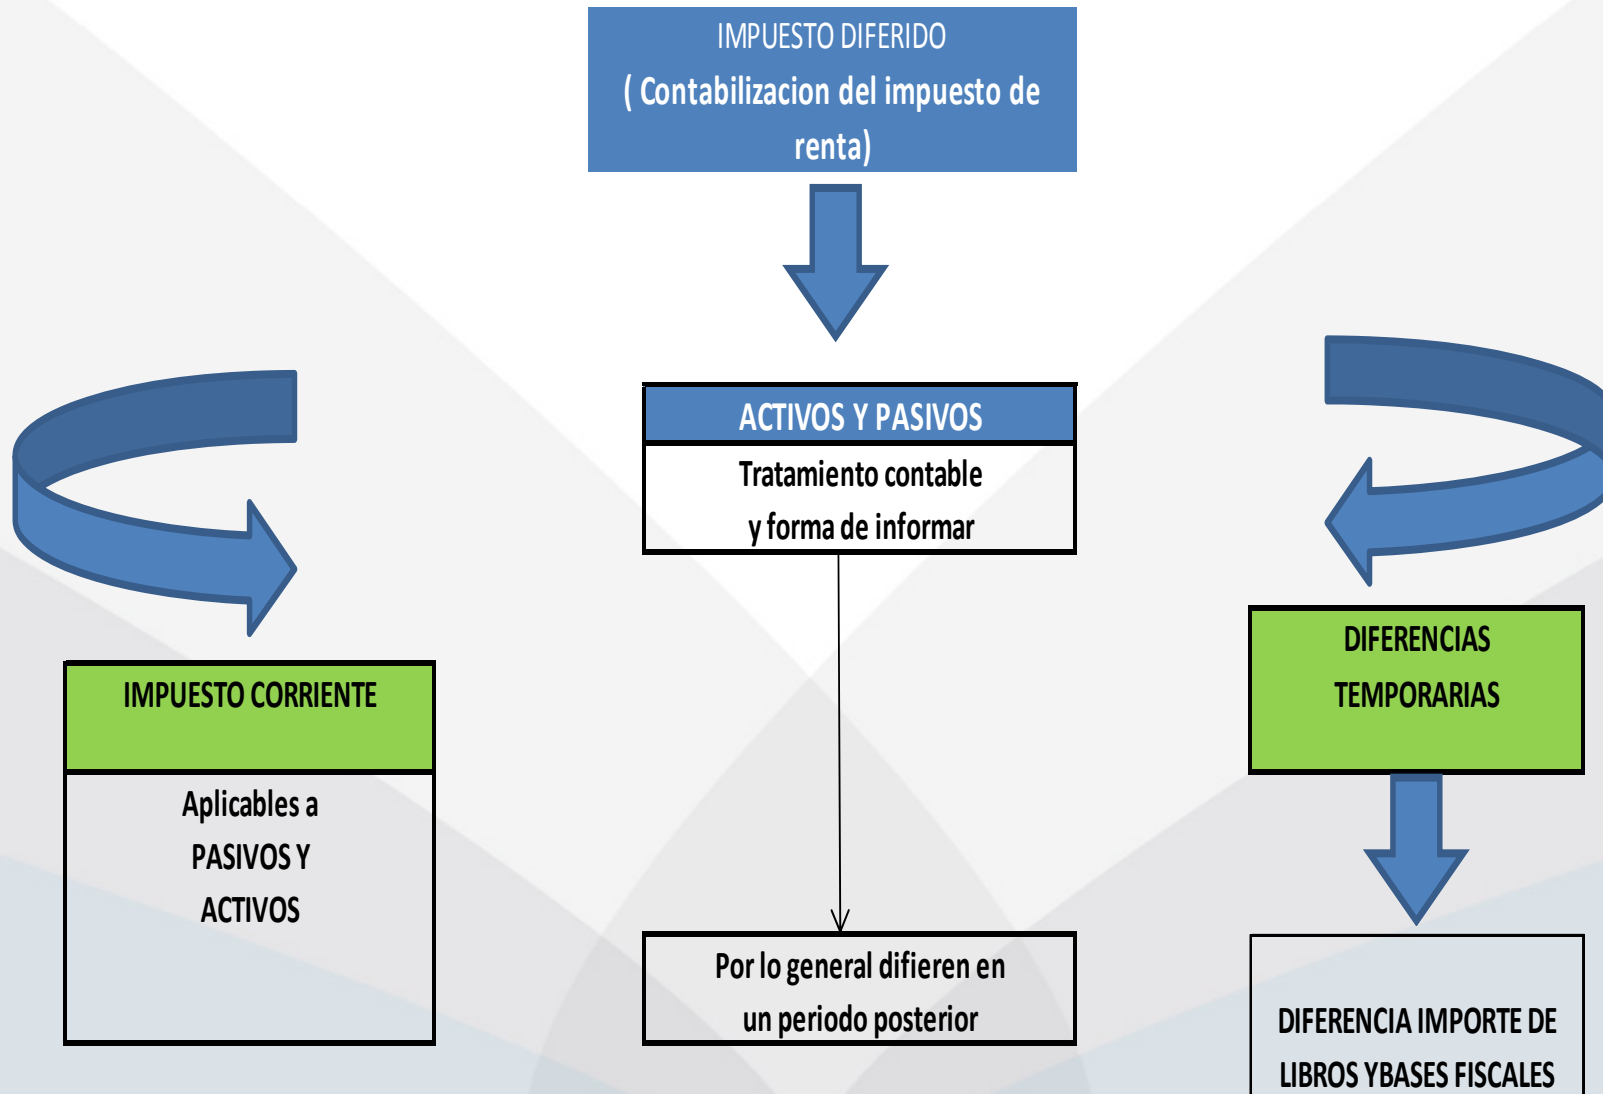 IMPUESTO DIFERIDO
( Contabilizacion del impuesto de
renta)
ACTIVOS Y PASIVOS
Tratamiento contable
y forma de informar
DIFERENCIAS
TEMPORARIAS
IMPUESTO CORRIENTE
Aplicables a
PASIVOS Y
ACTIVOS
Por lo general difieren en
un periodo posterior
DIFERENCIA IMPORTE DE
LIBROS YBASES FISCALES